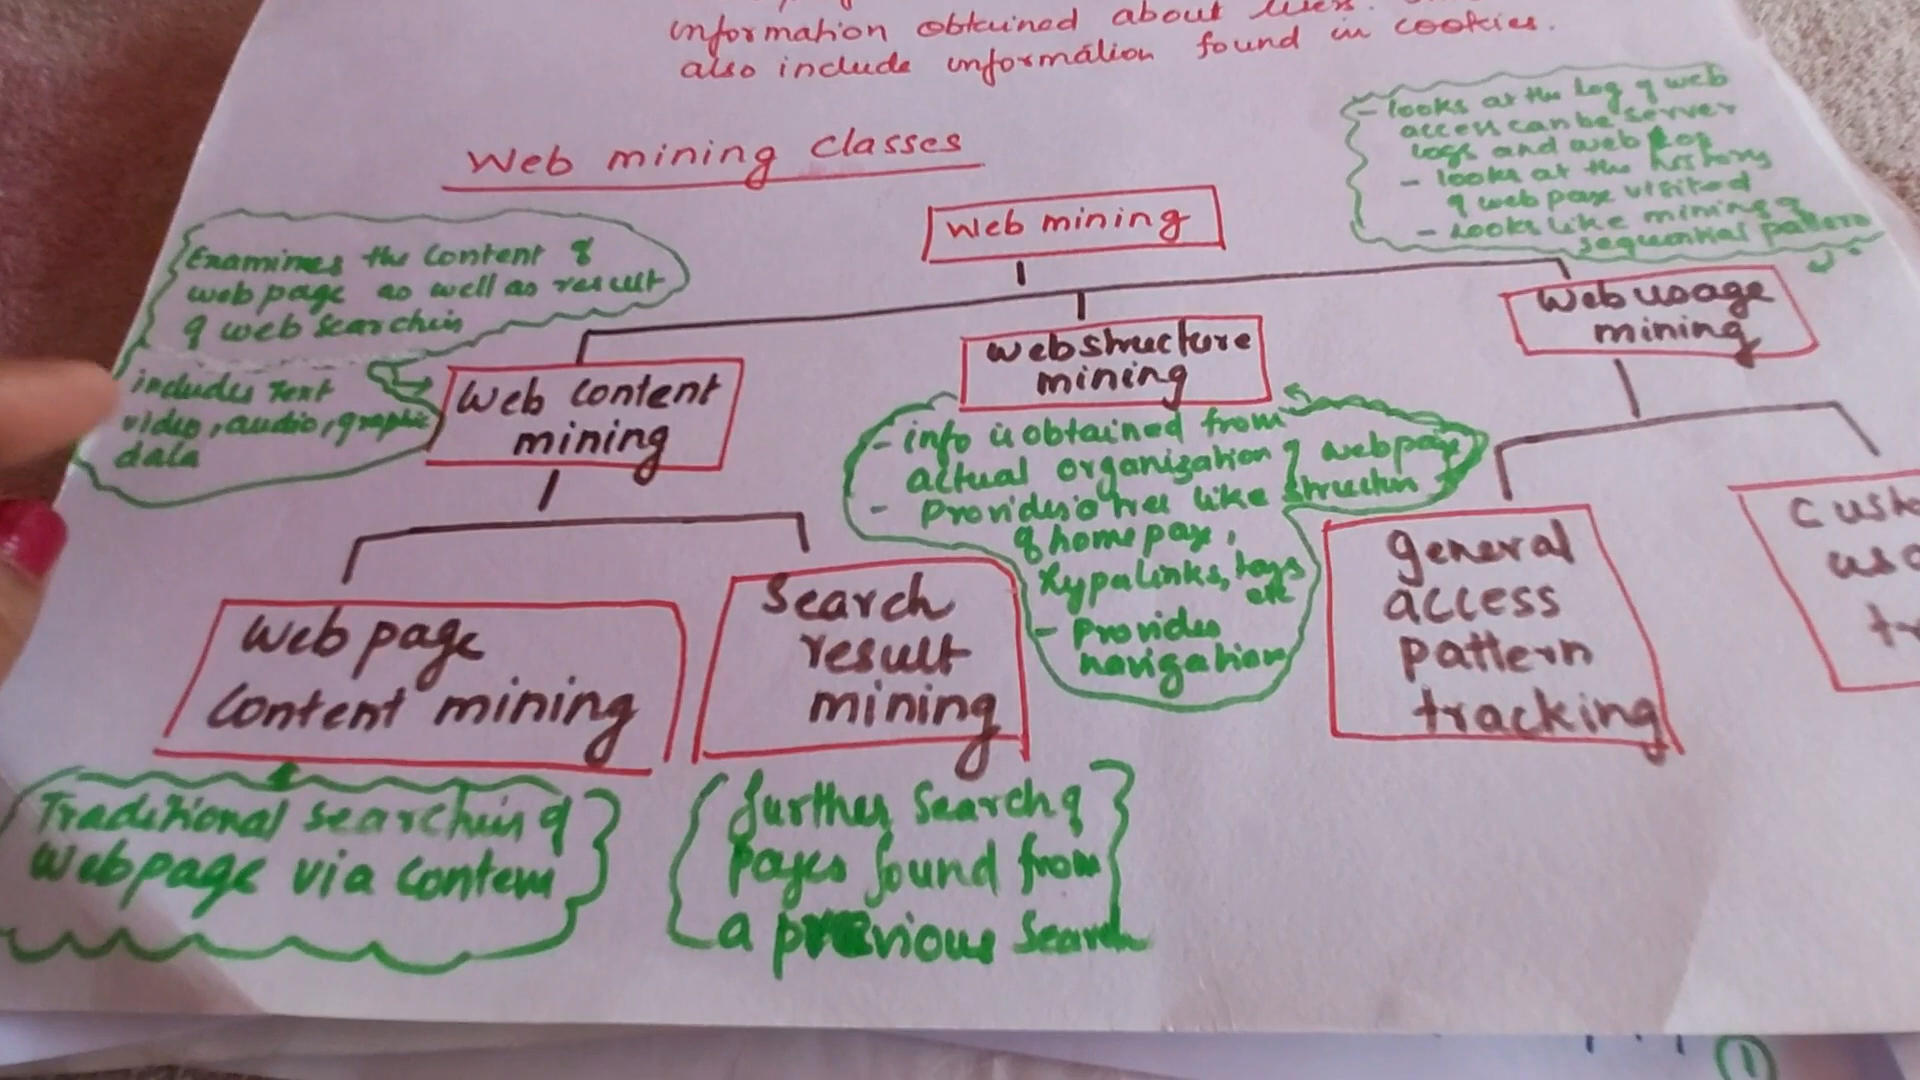 information obtained about
also include information found in cookies.
Web mining classes
- looks at the log of web
access can be server
logs and web log
- looks at the history
of web page visited
- Looks like mining of
sequential pattern
Web mining
Examines the content of
web page as well as result
of web searchin
includes text
video, audio, graphic
data
Web content
mining
Web structure
mining
Web usage
mining
- info is obtained from
actual organization of webpage
- Provides a tree like structure
of home page,
tags
etc
- Provides
navigation
Web page
content mining
Search
result
mining
general
access
pattern
tracking
Traditional searchin of
Webpage via content
further search of
pages found from
a previous search
1